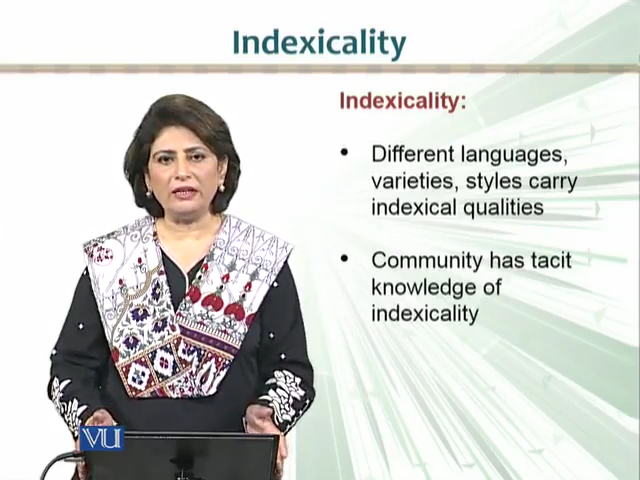 Indexicality
Indexicality:
• Different languages,
varieties, styles carry
indexical qualities
• Community has tacit
knowledge of
indexicality
VU